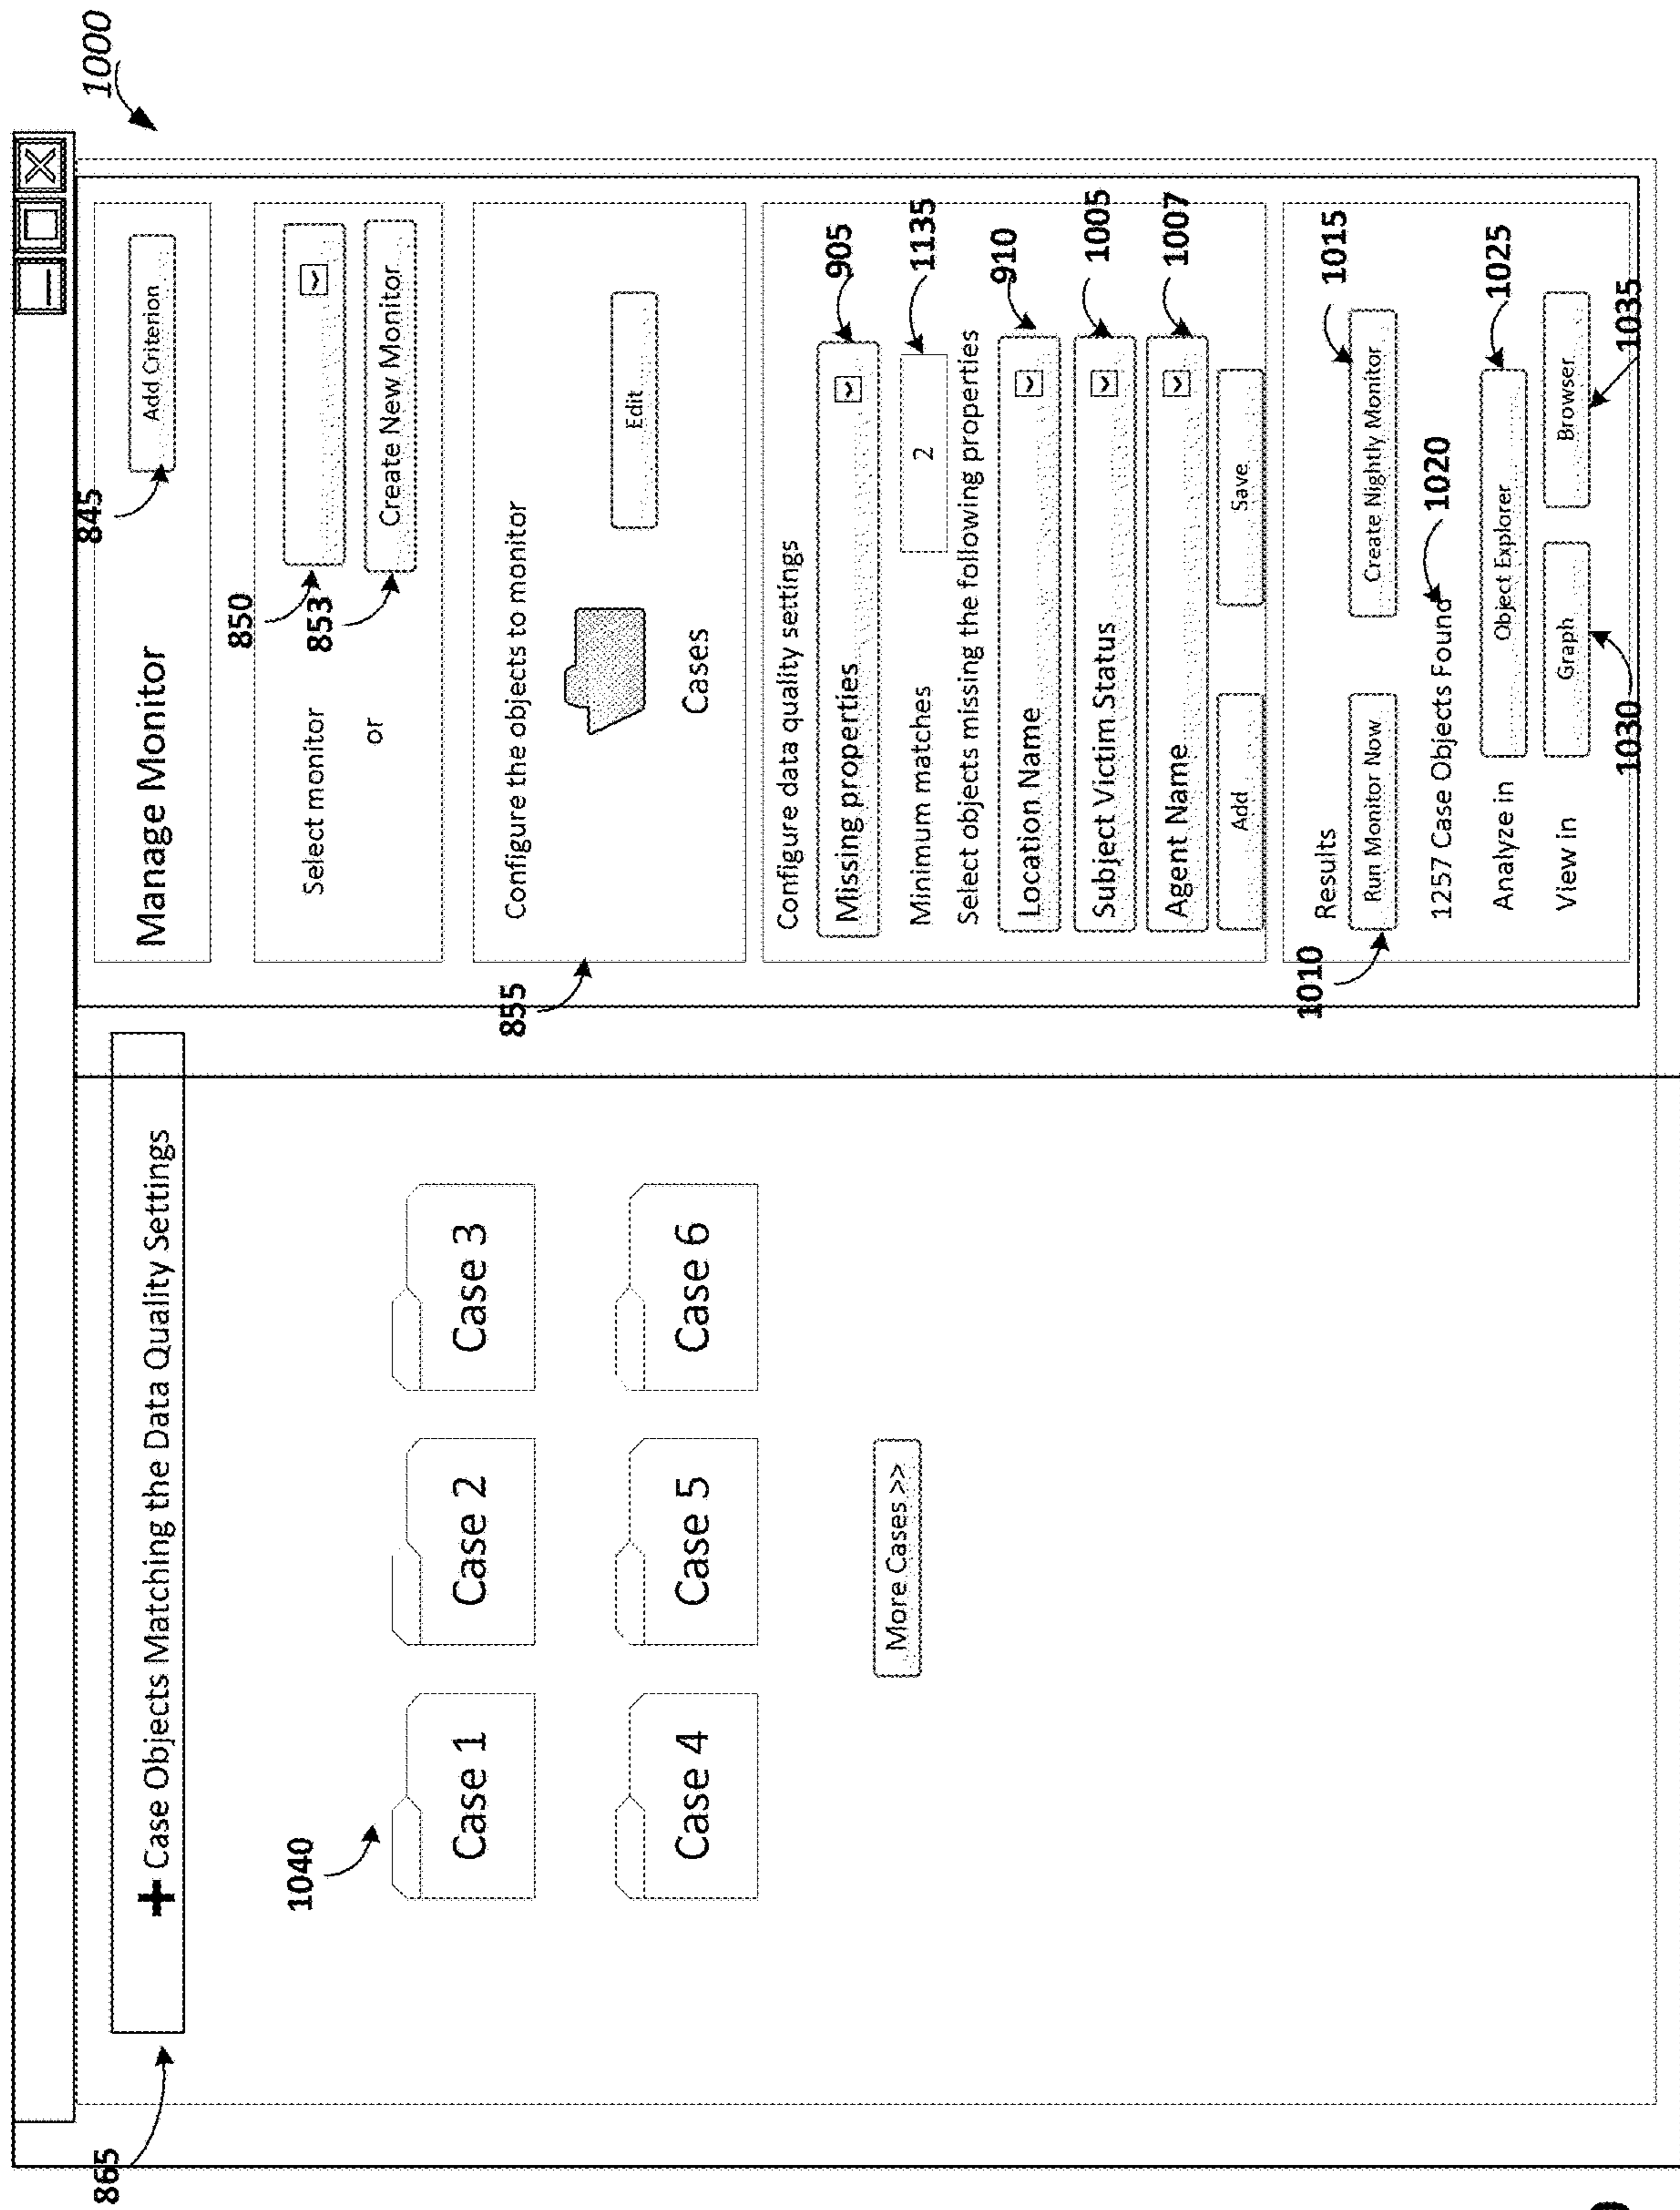 1000
865
✚ Case Objects Matching the Data Quality Settings
1040
Case 1
Case 2
Case 3
Case 4
Case 5
Case 6
More Cases >>
Manage Monitor
Add Criterion
845
Select monitor
850
or
853
Create New Monitor
855
Configure the objects to monitor
Cases
Edit
Configure data quality settings
Missing properties
905
Minimum matches
2
1135
Select objects missing the following properties
Location Name
910
Subject Victim Status
1005
Agent Name
1007
Add
Save
Results
1010
Run Monitor Now
Create Nightly Monitor
1015
1257 Case Objects Found
1020
Analyze in
Object Explorer
1025
View in
Graph
Browser
1030
1035